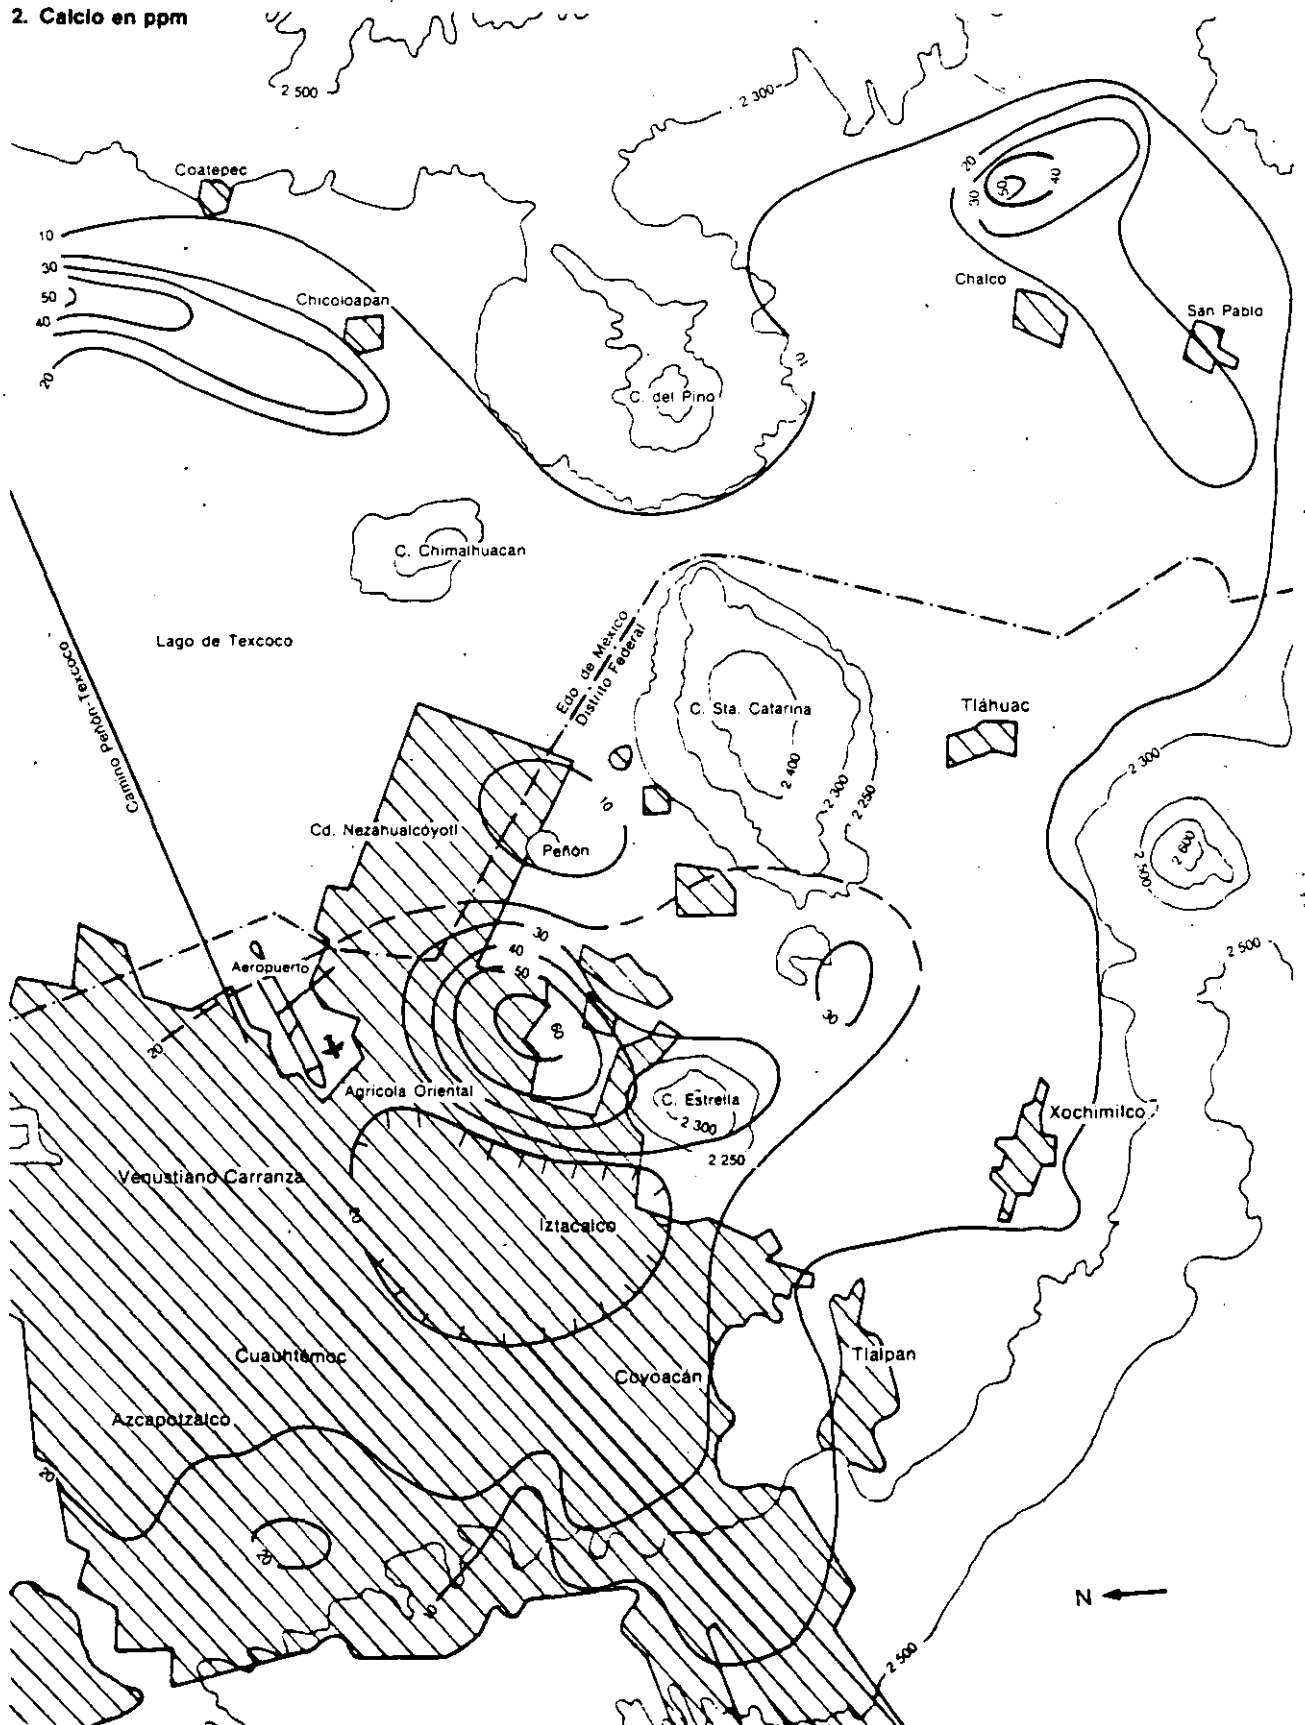 2. Calcio en ppm
2 500
2 300
Coatepec
20
40
50
30
10
30
50
40
20
Chicoloapan
Chalco
San Pablo
10
C. del Pino
C. Chimalhuacan
Edo de México
Distrito Federal
Lago de Texcoco
Camino Peñón-Texcoco
C. Sta. Catarina
Tláhuac
2 400
2 300
2 250
2 300
2 600
2 500
10
Cd. Nezahualcóyotl
Peñón
30
40
50
60
2 500
Aeropuerto
30
20
Agrícola Oriental
C. Estrella
2 300
2 250
Xochimilco
Venustiano Carranza
Iztacalco
Cuauhtémoc
Coyoacán
Tlalpan
Azcapotzalco
20
20
10
N
2 500